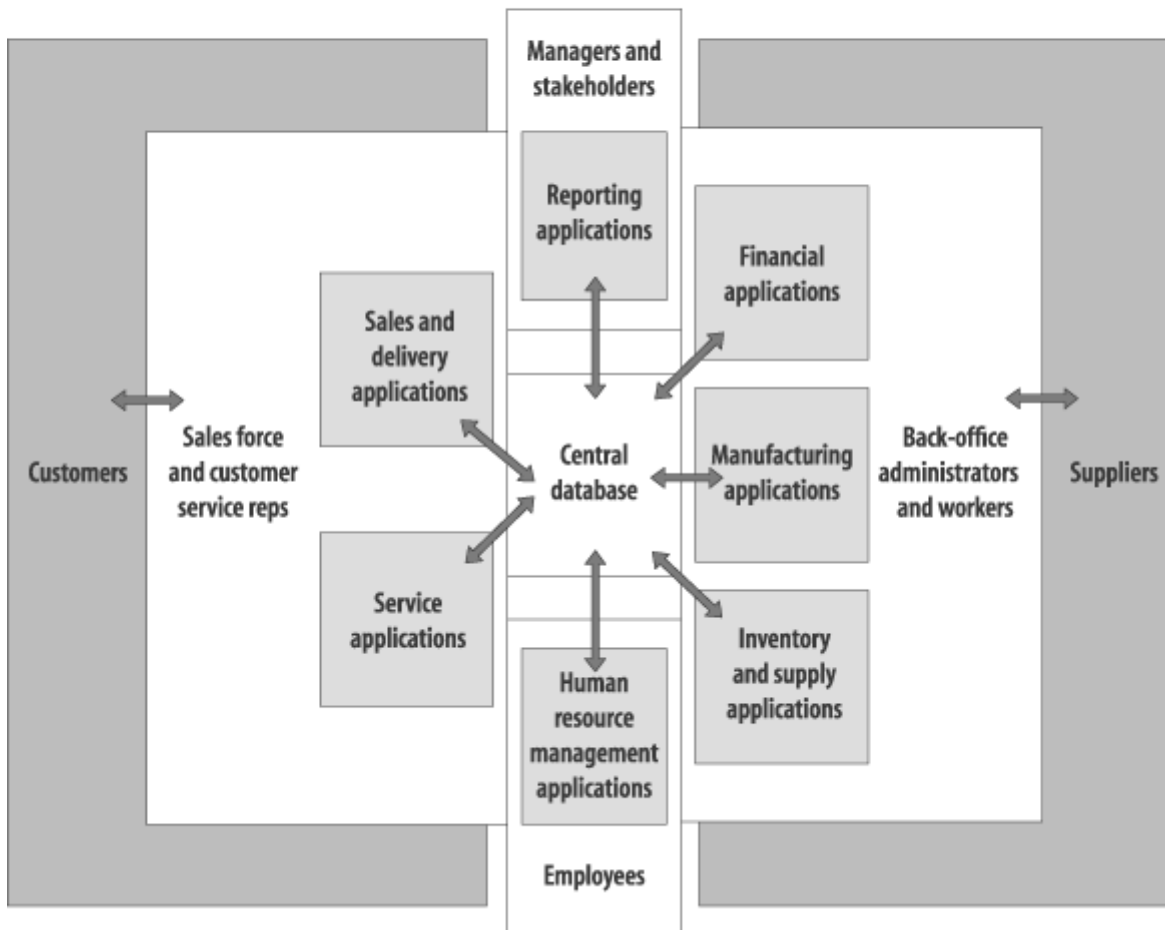 Managers and
stakeholders
Reporting
applications
Financial
applications
Sales and
delivery
applications
Customers
Sales force
and customer
service reps
Central
database
Manufacturing
applications
Back-office
administrators
and workers
Suppliers
Service
applications
Human
resource
management
applications
Inventory
and supply
applications
Employees